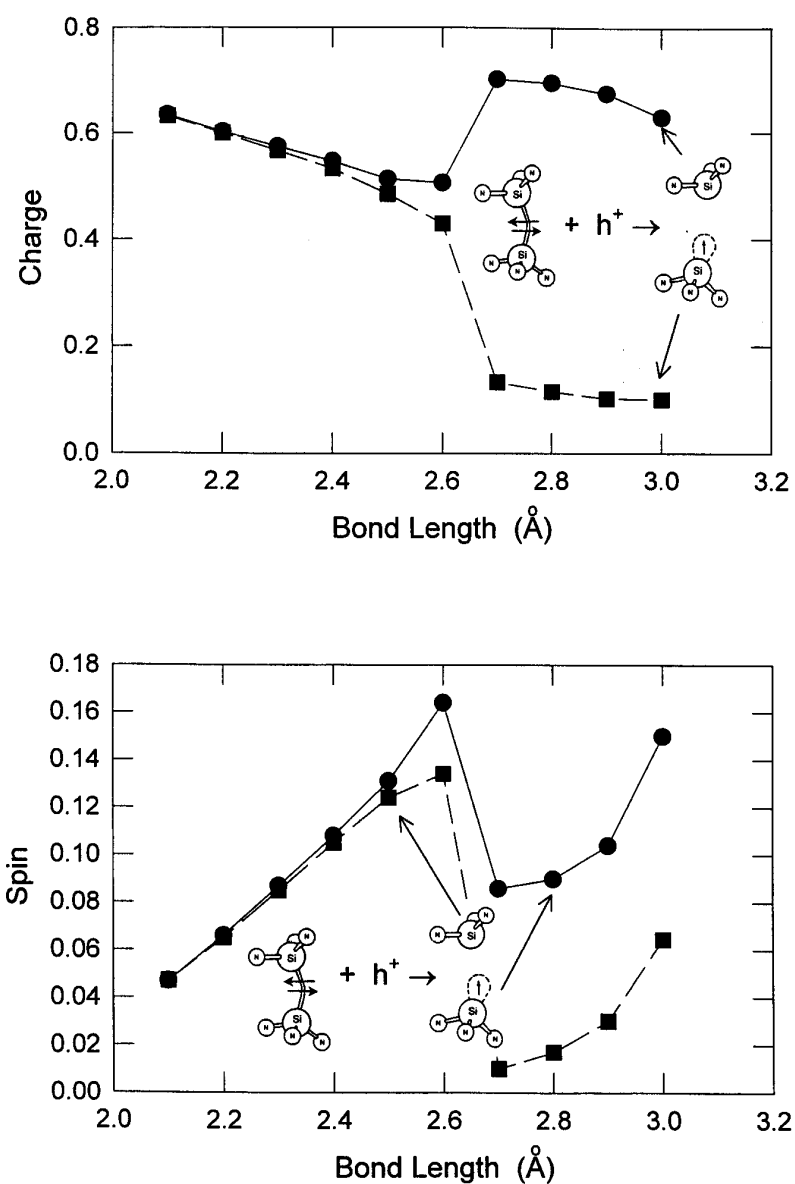 0.8
0.6
0.4
0.2
0.0
Charge
N Si N
Si
N N N
+ h⁺ →
N Si N
↑
Si
N N N
2.0 2.2 2.4 2.6 2.8 3.0 3.2
Bond Length (Å)
0.18
0.16
0.14
0.12
0.10
0.08
0.06
0.04
0.02
0.00
Spin
N Si N
Si
N N N
+ h⁺ →
N Si N
↑
Si
N N N
2.0 2.2 2.4 2.6 2.8 3.0 3.2
Bond Length (Å)